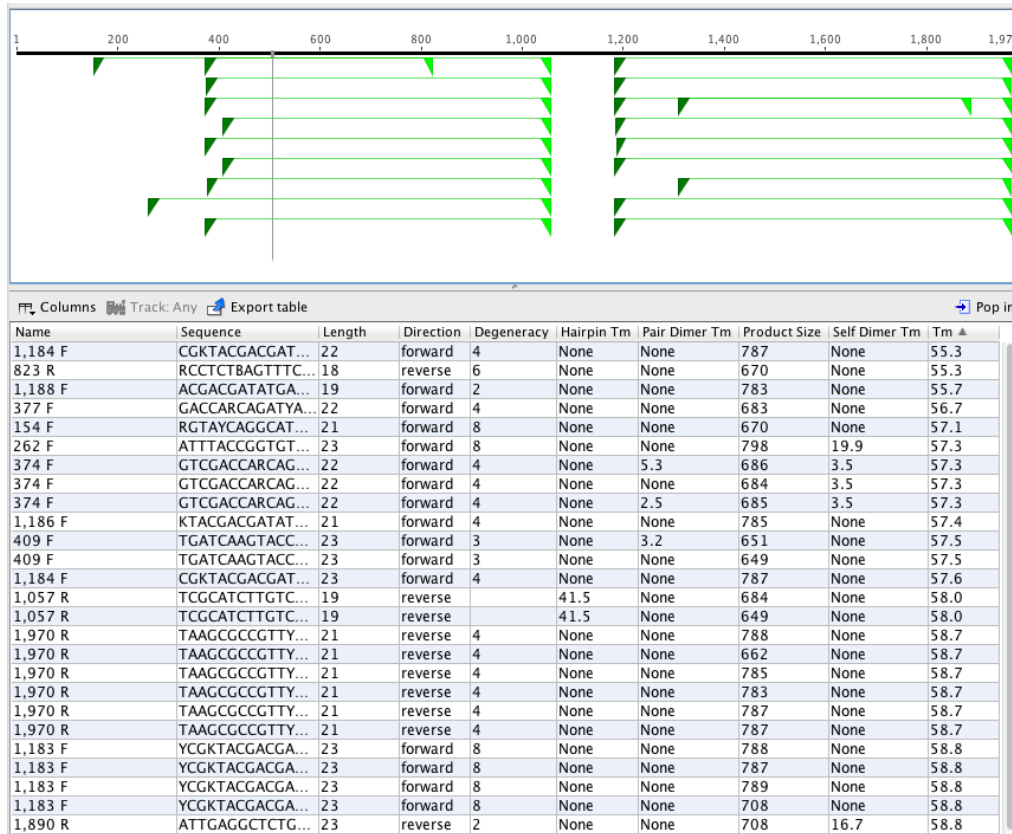 1 200 400 600 800 1,000 1,200 1,400 1,600 1,800 1,97
Columns Track: Any Export table Pop in
Name Sequence Length Direction Degeneracy Hairpin Tm Pair Dimer Tm Product Size Self Dimer Tm Tm ▲
1,184 F CGKTACGACGAT... 22 forward 4 None None 787 None 55.3
823 R RCCTCTBAGTTTC... 18 reverse 6 None None 670 None 55.3
1,188 F ACGACGATATGA... 19 forward 2 None None 783 None 55.7
377 F GACCARCAGATYA... 22 forward 4 None None 683 None 56.7
154 F RGTAYCAGGCAT... 21 forward 8 None None 670 None 57.1
262 F ATTTACCGGTGT... 23 forward 8 None None 798 19.9 57.3
374 F GTCGACCARCAG... 22 forward 4 None 5.3 686 3.5 57.3
374 F GTCGACCARCAG... 22 forward 4 None None 684 3.5 57.3
374 F GTCGACCARCAG... 22 forward 4 None 2.5 685 3.5 57.3
1,186 F KTACGACGATAT... 21 forward 4 None None 785 None 57.4
409 F TGATCAAGTACC... 23 forward 3 None 3.2 651 None 57.5
409 F TGATCAAGTACC... 23 forward 3 None None 649 None 57.5
1,184 F CGKTACGACGAT... 23 forward 4 None None 787 None 57.6
1,057 R TCGCATCTTGTC... 19 reverse 41.5 None 684 None 58.0
1,057 R TCGCATCTTGTC... 19 reverse 41.5 None 649 None 58.0
1,970 R TAAGCGCCGTTY... 21 reverse 4 None None 788 None 58.7
1,970 R TAAGCGCCGTTY... 21 reverse 4 None None 662 None 58.7
1,970 R TAAGCGCCGTTY... 21 reverse 4 None None 785 None 58.7
1,970 R TAAGCGCCGTTY... 21 reverse 4 None None 783 None 58.7
1,970 R TAAGCGCCGTTY... 21 reverse 4 None None 787 None 58.7
1,970 R TAAGCGCCGTTY... 21 reverse 4 None None 787 None 58.7
1,183 F YCGKTACGACGA... 23 forward 8 None None 788 None 58.8
1,183 F YCGKTACGACGA... 23 forward 8 None None 787 None 58.8
1,183 F YCGKTACGACGA... 23 forward 8 None None 789 None 58.8
1,183 F YCGKTACGACGA... 23 forward 8 None None 708 None 58.8
1,890 R ATTGAGGCTCTG... 23 reverse 2 None None 708 16.7 58.8